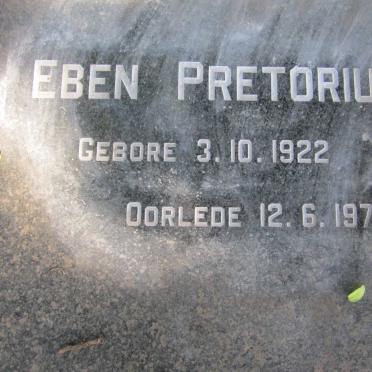 EBEN PRETORIU
GEBORE 3.10.1922
OORLEDE 12.6.197